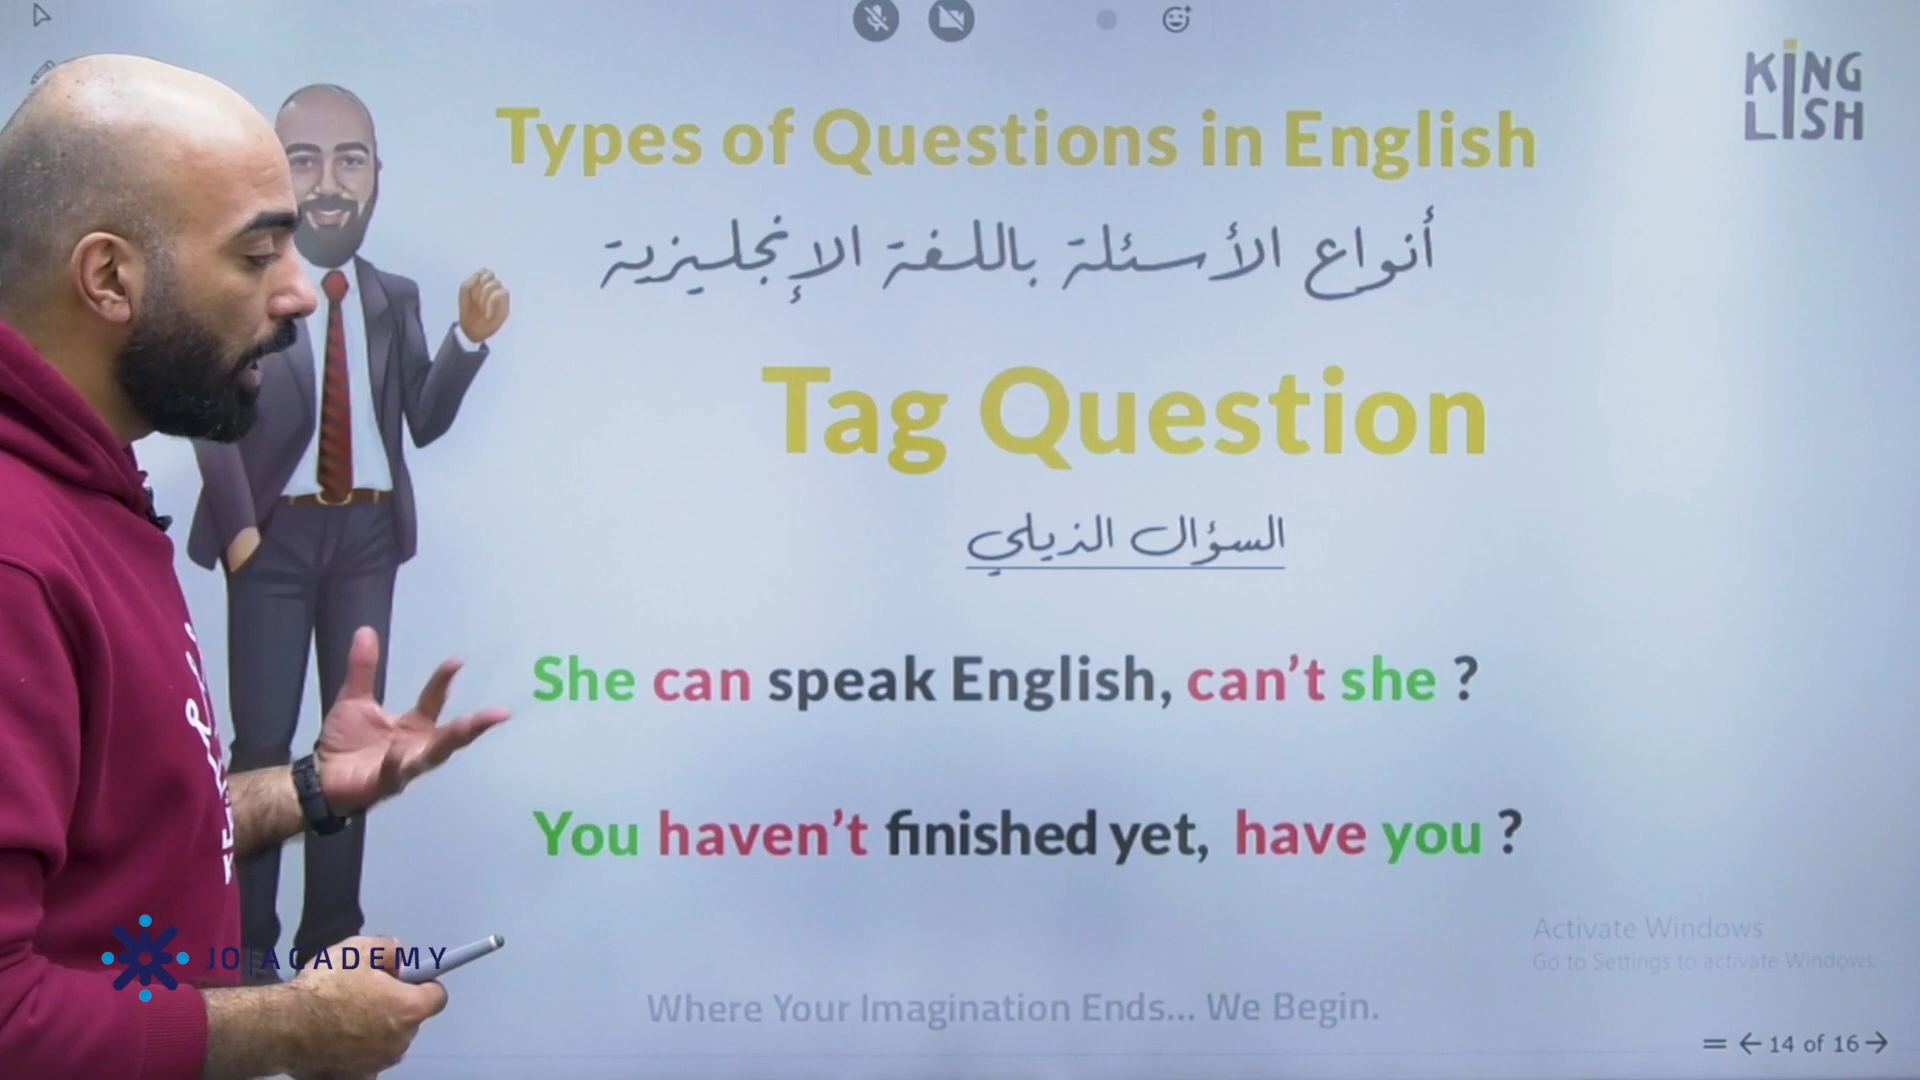 KING
LISH
Types of Questions in English
أنواع الأسئلة باللغة الإنجليزية
Tag Question
السؤال الذيلي
She can speak English, can't she ?
You haven't finished yet, have you ?
JO|ACADEMY
Activate Windows
Go to Settings to activate Windows.
Where Your Imagination Ends... We Begin.
14 of 16